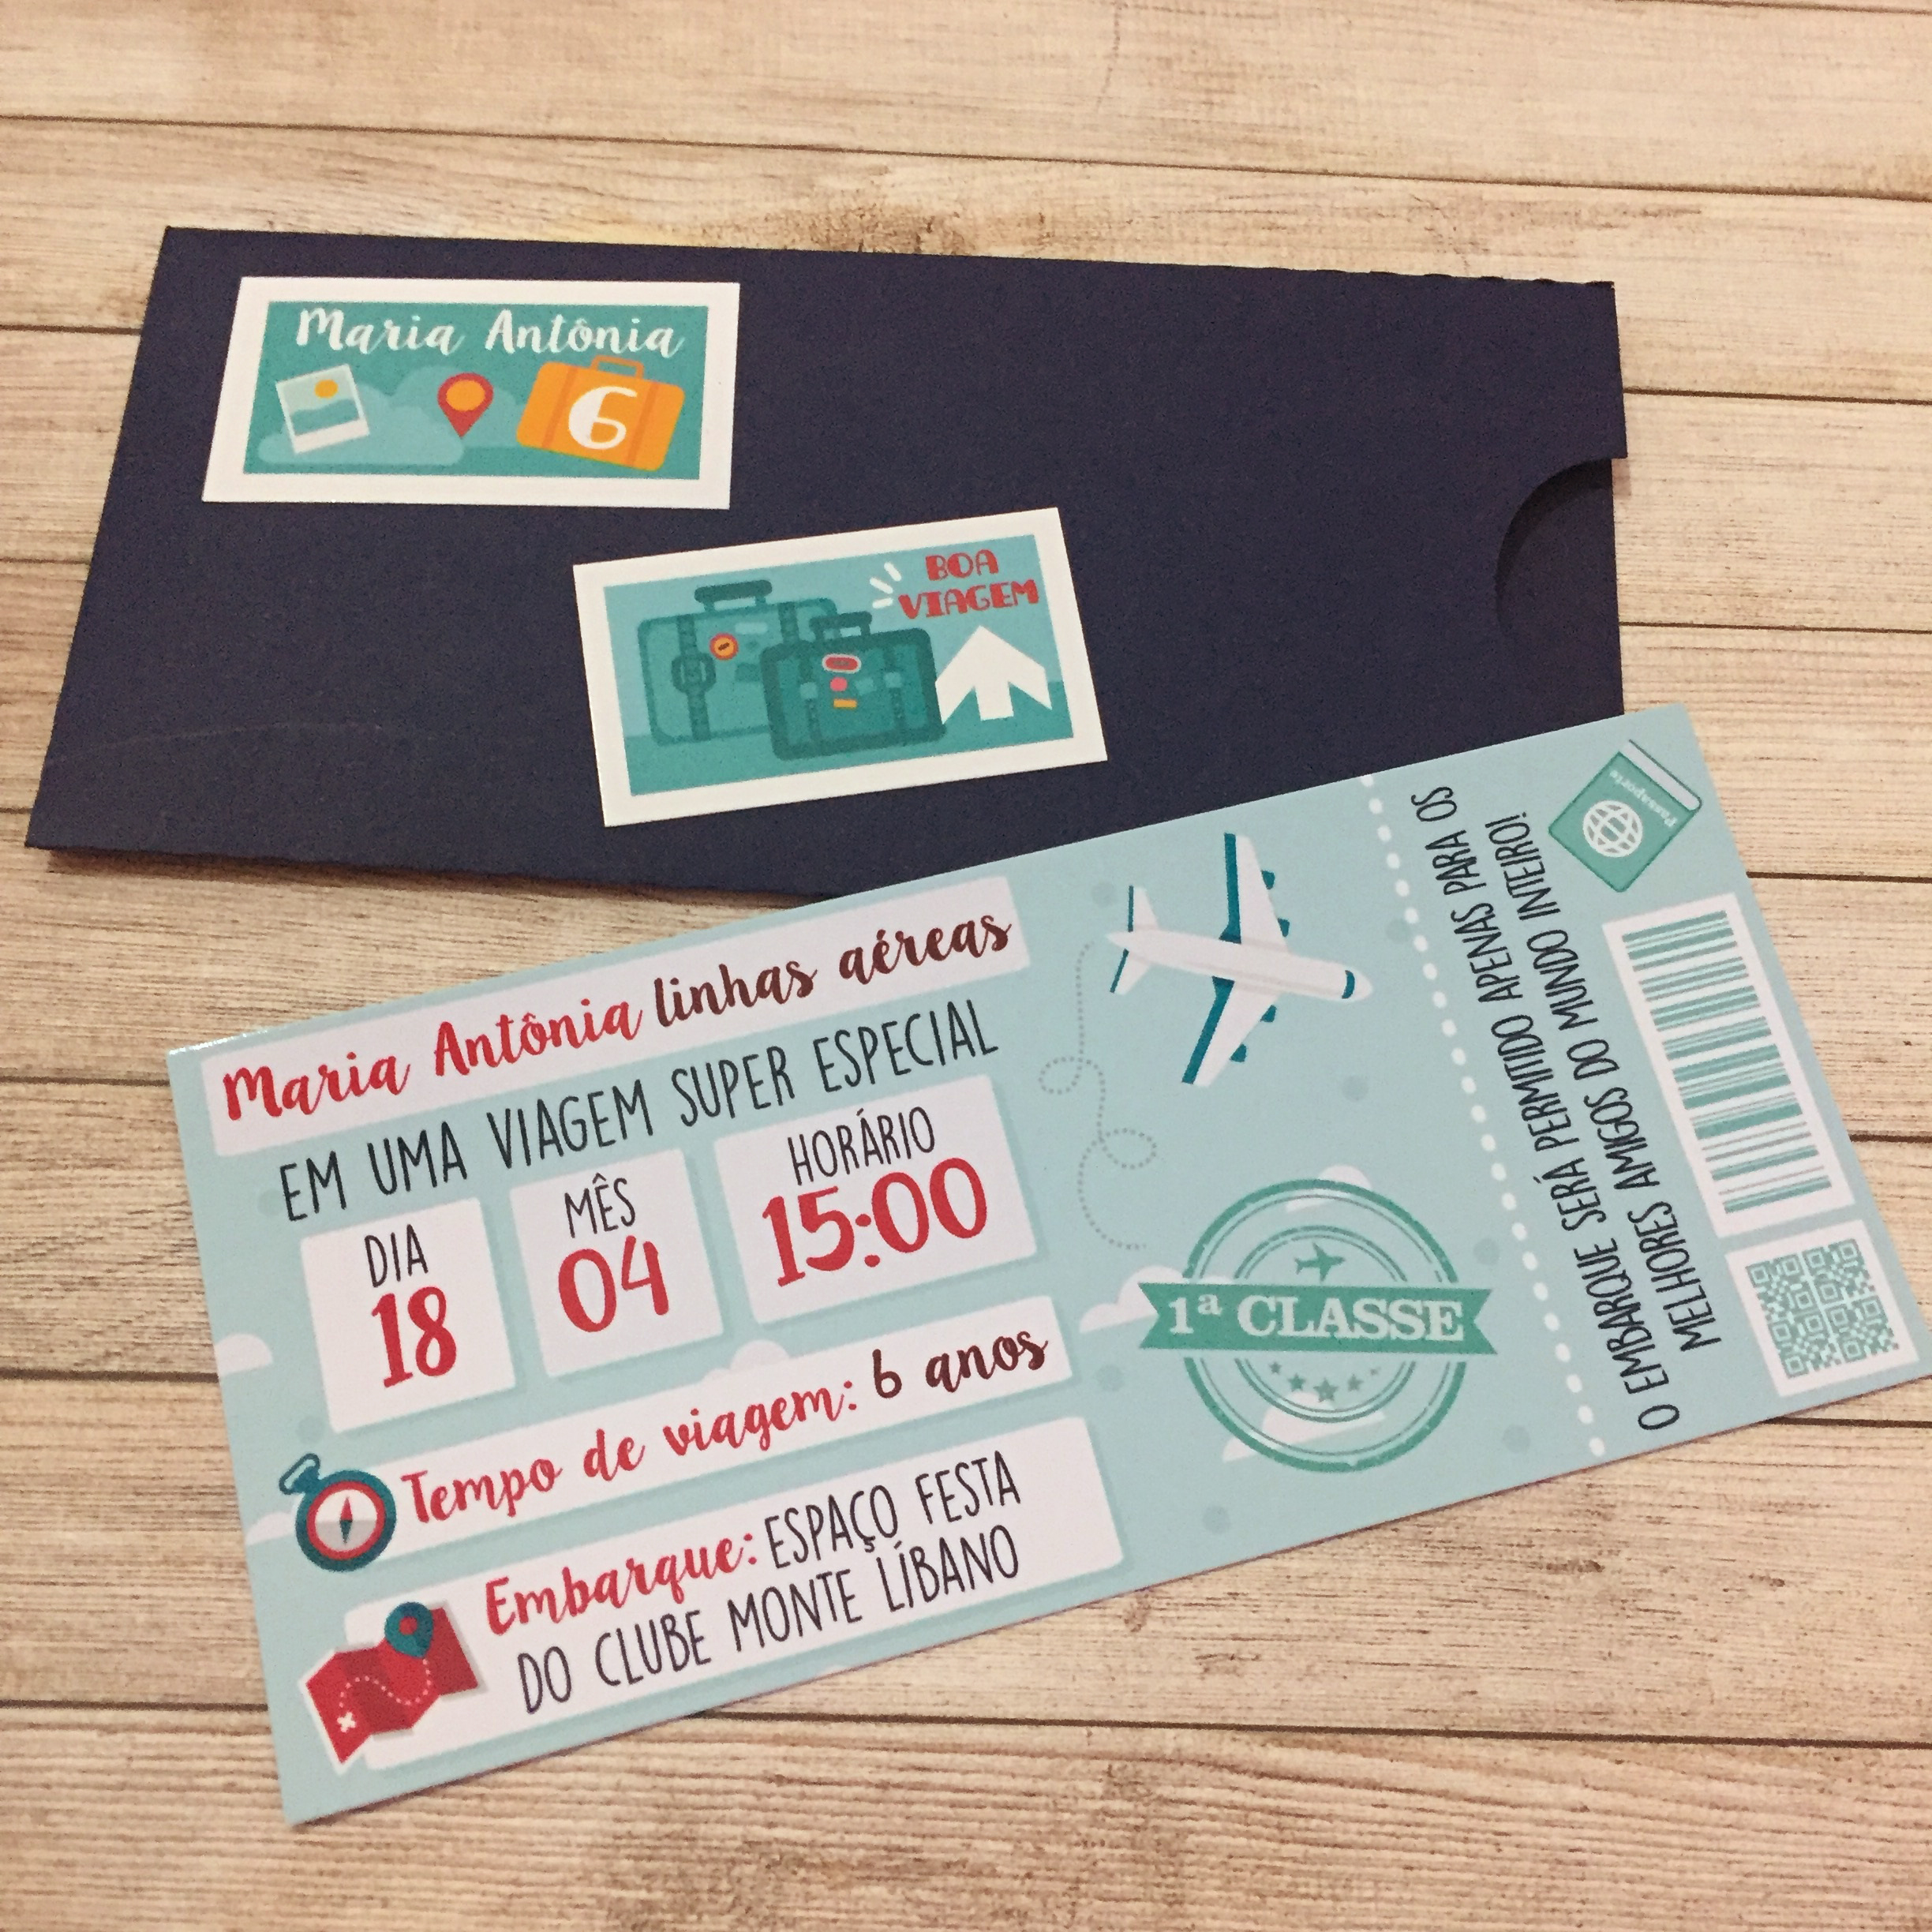 Maria Antônia
6
BOA
VIAGEM
Maria Antônia linhas aéreas
EM UMA VIAGEM SUPER ESPECIAL
DIA
18
MÊS
04
HORÁRIO
15:00
Tempo de viagem: 6 anos
Embarque: ESPAÇO FESTA
DO CLUBE MONTE LÍBANO
1ª CLASSE
O EMBARQUE SERÁ PERMITIDO APENAS PARA OS
MELHORES AMIGOS DO MUNDO INTEIRO!
Passaporte